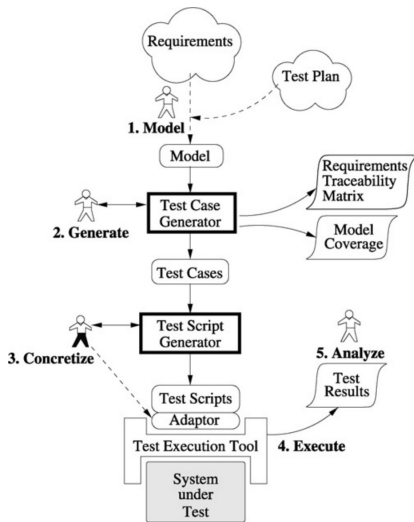 Requirements
Test Plan
1. Model
Model
Requirements
Traceability
Matrix
Test Case
Generator
2. Generate
Model
Coverage
Test Cases
Test Script
Generator
3. Concretize
5. Analyze
Test
Results
Test Scripts
Adaptor
Test Execution Tool
4. Execute
System
under
Test